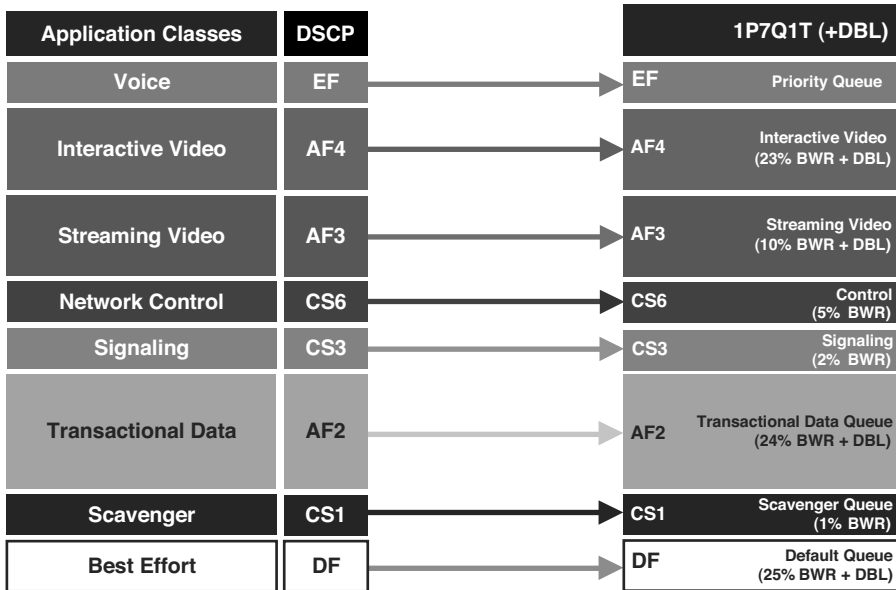 Application Classes DSCP 1P7Q1T (+DBL)
Voice EF EF Priority Queue
Interactive Video AF4 AF4 Interactive Video
(23% BWR + DBL)
Streaming Video AF3 AF3 Streaming Video
(10% BWR + DBL)
Network Control CS6 CS6 Control
(5% BWR)
Signaling CS3 CS3 Signaling
(2% BWR)
Transactional Data AF2 AF2 Transactional Data Queue
(24% BWR + DBL)
Scavenger CS1 CS1 Scavenger Queue
(1% BWR)
Best Effort DF DF Default Queue
(25% BWR + DBL)